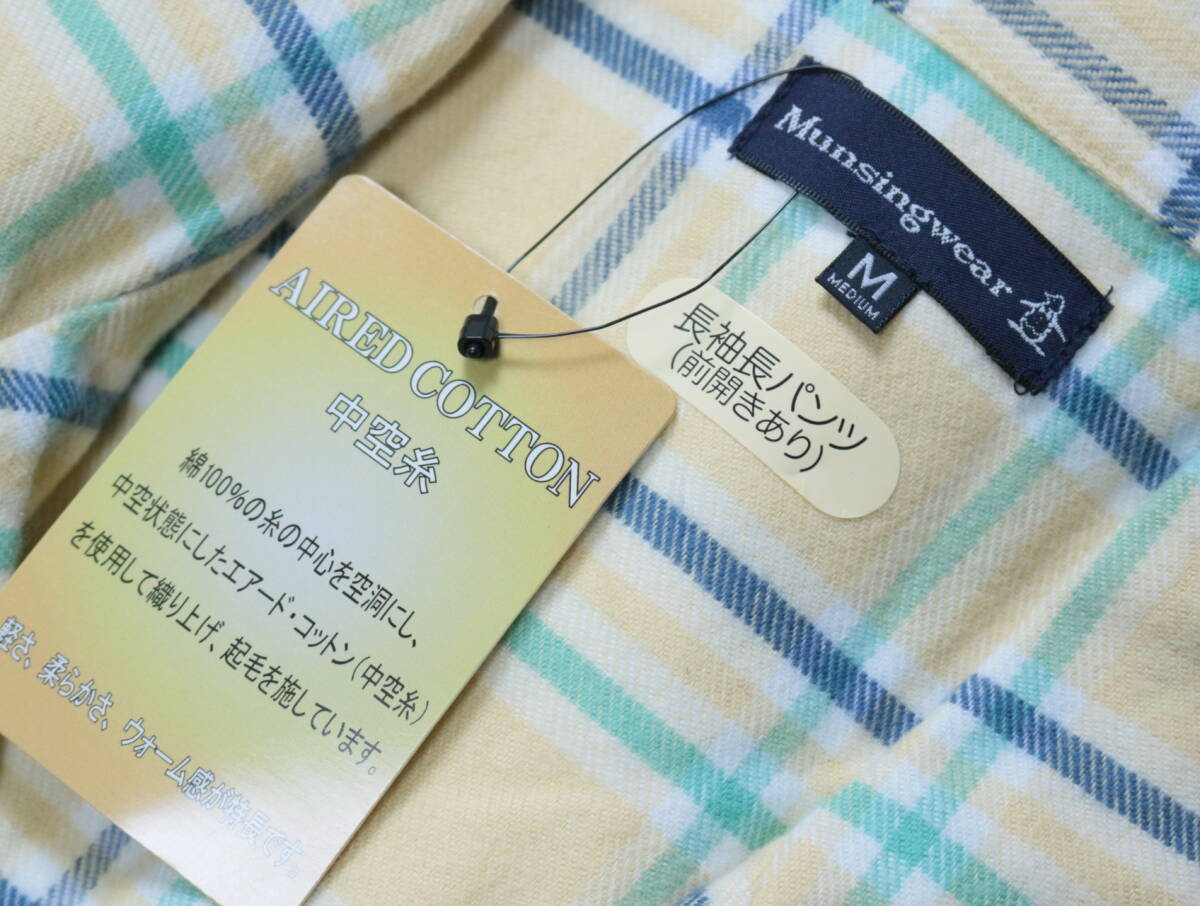 Munsingwear
M
MEDIUM
長袖長パンツ
(前開きあり)
AIRED COTTON
中空糸
綿100%の糸の中心を空洞にし、
中空状態にしたエアード・コットン(中空糸)
を使用して織り上げ、起毛を施しています。
軽さ、柔らかさ、ウォーム感が特長です。